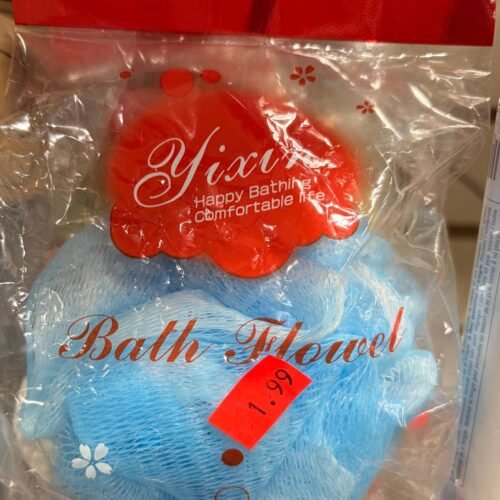 Yixin
Happy Bathing
Comfortable life
Bath Flowel
1.99